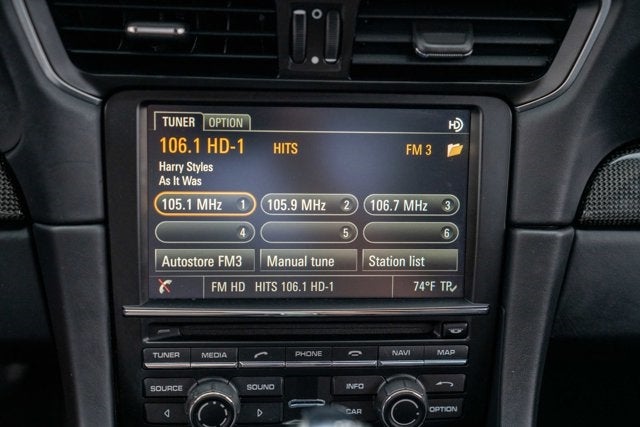 TUNER OPTION HD
106.1 HD-1 HITS FM 3
Harry Styles
As It Was
105.1 MHz 1 105.9 MHz 2 106.7 MHz 3
4 5 6
Autostore FM3 Manual tune Station list
FM HD HITS 106.1 HD-1 74°F TP
TUNER MEDIA PHONE NAVI MAP
SOURCE SOUND INFO
CAR OPTION